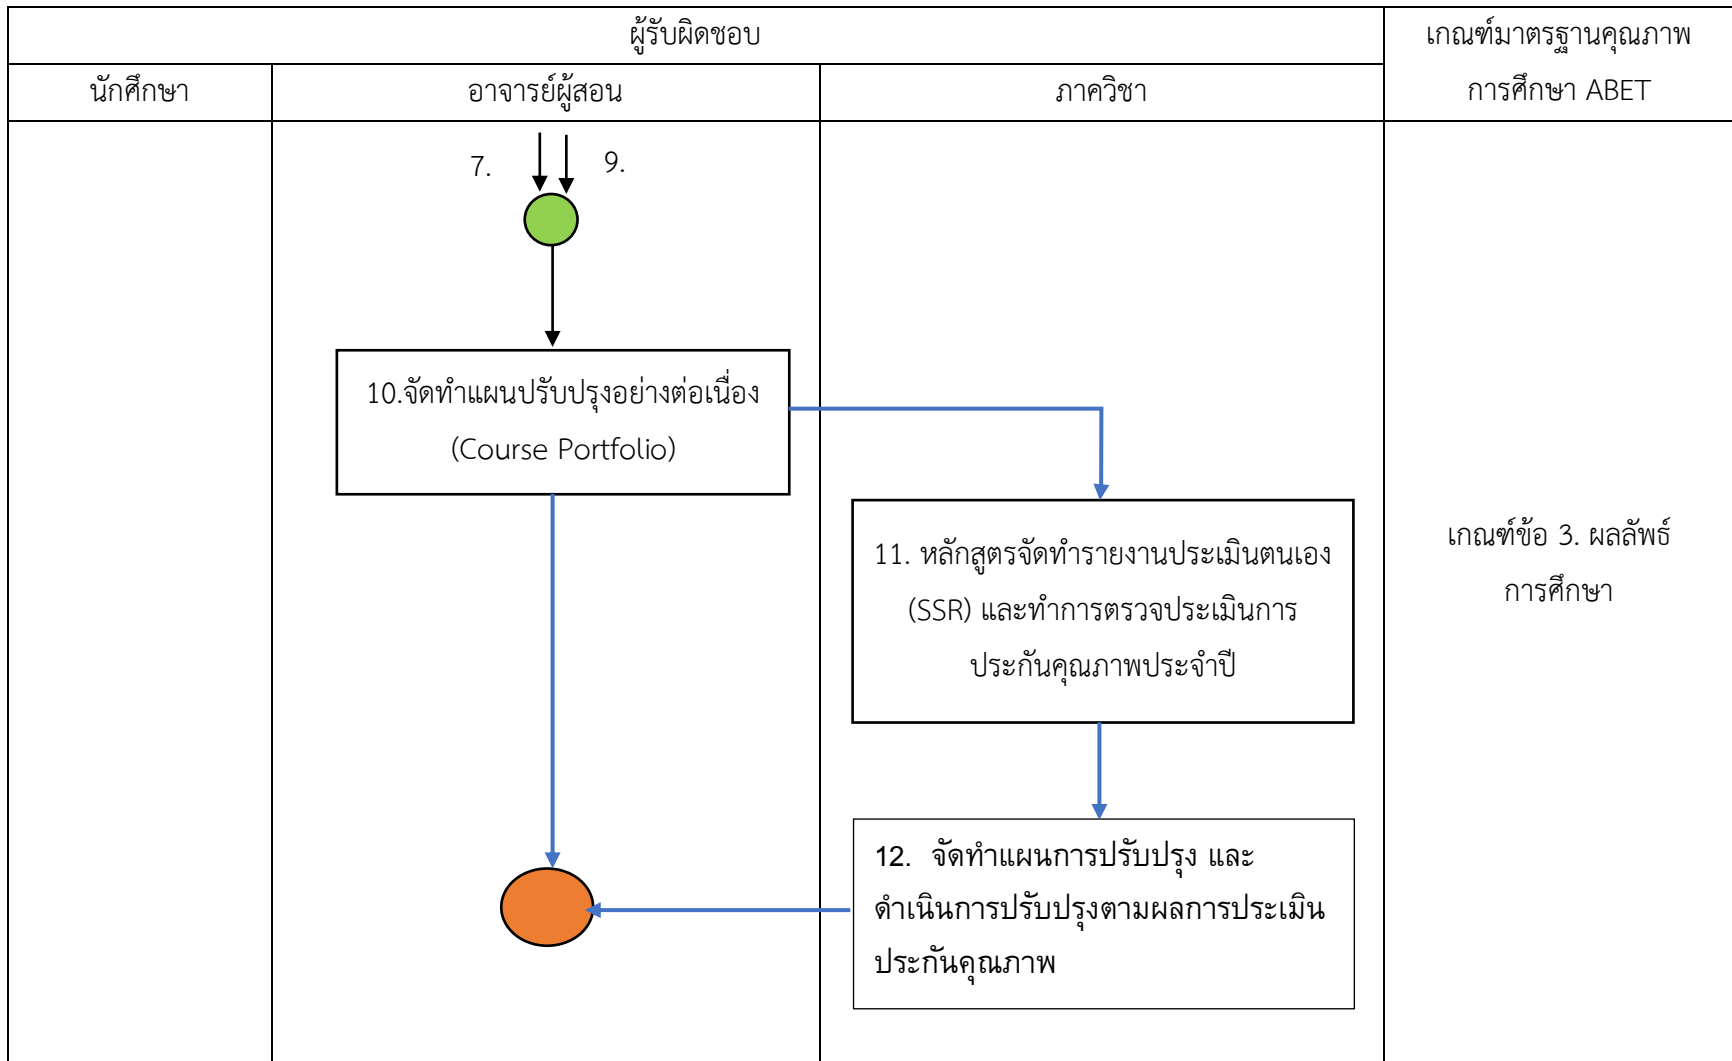 ผู้รับผิดชอบ
เกณฑ์มาตรฐานคุณภาพ
การศึกษา ABET
นักศึกษา
อาจารย์ผู้สอน
ภาควิชา
7.
9.
10.จัดทำแผนปรับปรุงอย่างต่อเนื่อง
(Course Portfolio)
11. หลักสูตรจัดทำรายงานประเมินตนเอง
(SSR) และทำการตรวจประเมินการ
ประกันคุณภาพประจำปี
เกณฑ์ข้อ 3. ผลลัพธ์
การศึกษา
12. จัดทำแผนการปรับปรุง และ
ดำเนินการปรับปรุงตามผลการประเมิน
ประกันคุณภาพ